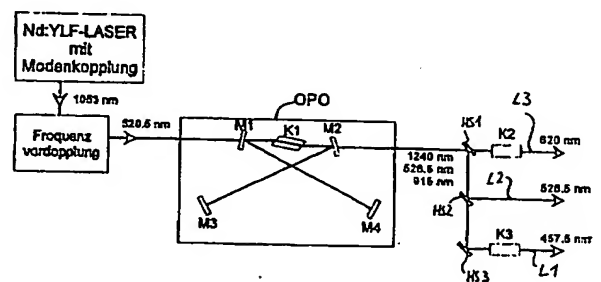 Nd:YLF-LASER
mit
Modenkopplung
1053 nm
Frequenz
verdopplung
526.5 nm
OPO
M1
K1
M2
M3
M4
1240 nm
526.5 nm
915 nm
HS1
K2
L3
620 nm
L2
526.5 nm
HS2
K3
457.5 nm
L1
HS3